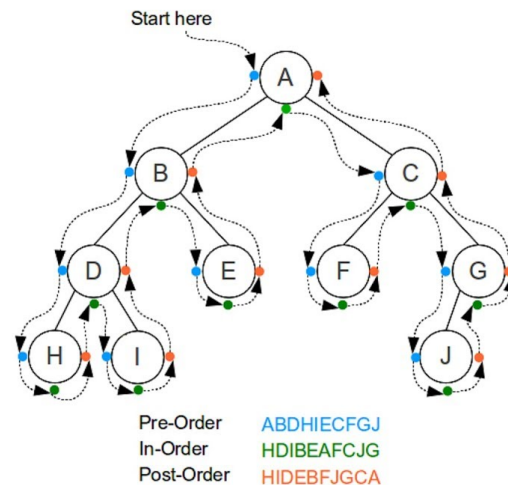 Start here
A
B C
D E F G
H I J
Pre-Order ABDHIECFGJ
In-Order HDIBEAFCJG
Post-Order HIDEBFJGCA